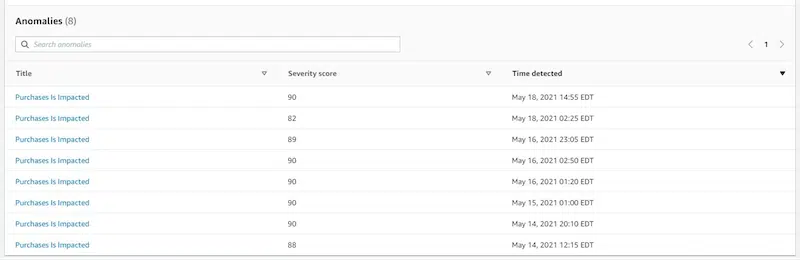 Anomalies (8)
Search anomalies
1
Title Severity score Time detected
Purchases Is Impacted 90 May 18, 2021 14:55 EDT
Purchases Is Impacted 82 May 18, 2021 02:25 EDT
Purchases Is Impacted 89 May 16, 2021 23:05 EDT
Purchases Is Impacted 90 May 16, 2021 02:50 EDT
Purchases Is Impacted 90 May 16, 2021 01:20 EDT
Purchases Is Impacted 90 May 15, 2021 01:00 EDT
Purchases Is Impacted 90 May 14, 2021 20:10 EDT
Purchases Is Impacted 88 May 14, 2021 12:15 EDT